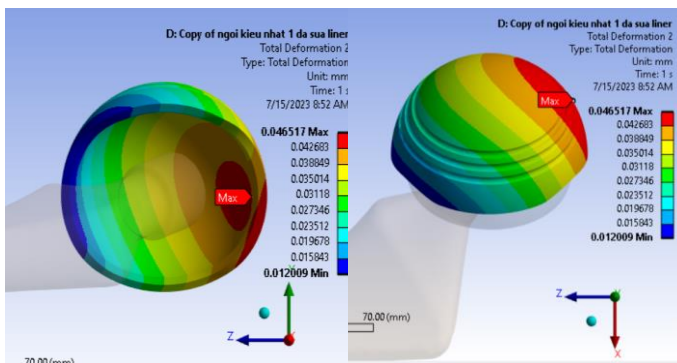 D: Copy of ngoi kieu nhat 1 da sua liner
Total Deformation 2
Type: Total Deformation
Unit: mm
Time: 1 s
7/15/2023 8:52 AM
0.046517 Max
0.042683
0.038849
0.035014
0.03118
0.027346
0.023512
0.019678
0.015843
0.012009 Min
Max
Z
70.00 (mm)
D: Copy of ngoi kieu nhat 1 da sua liner
Total Deformation 2
Type: Total Deformation
Unit: mm
Time: 1 s
7/15/2023 8:52 AM
Max
0.046517 Max
0.042683
0.038849
0.035014
0.03118
0.027346
0.023512
0.019678
0.015843
0.012009 Min
Z
X
70.00 (mm)